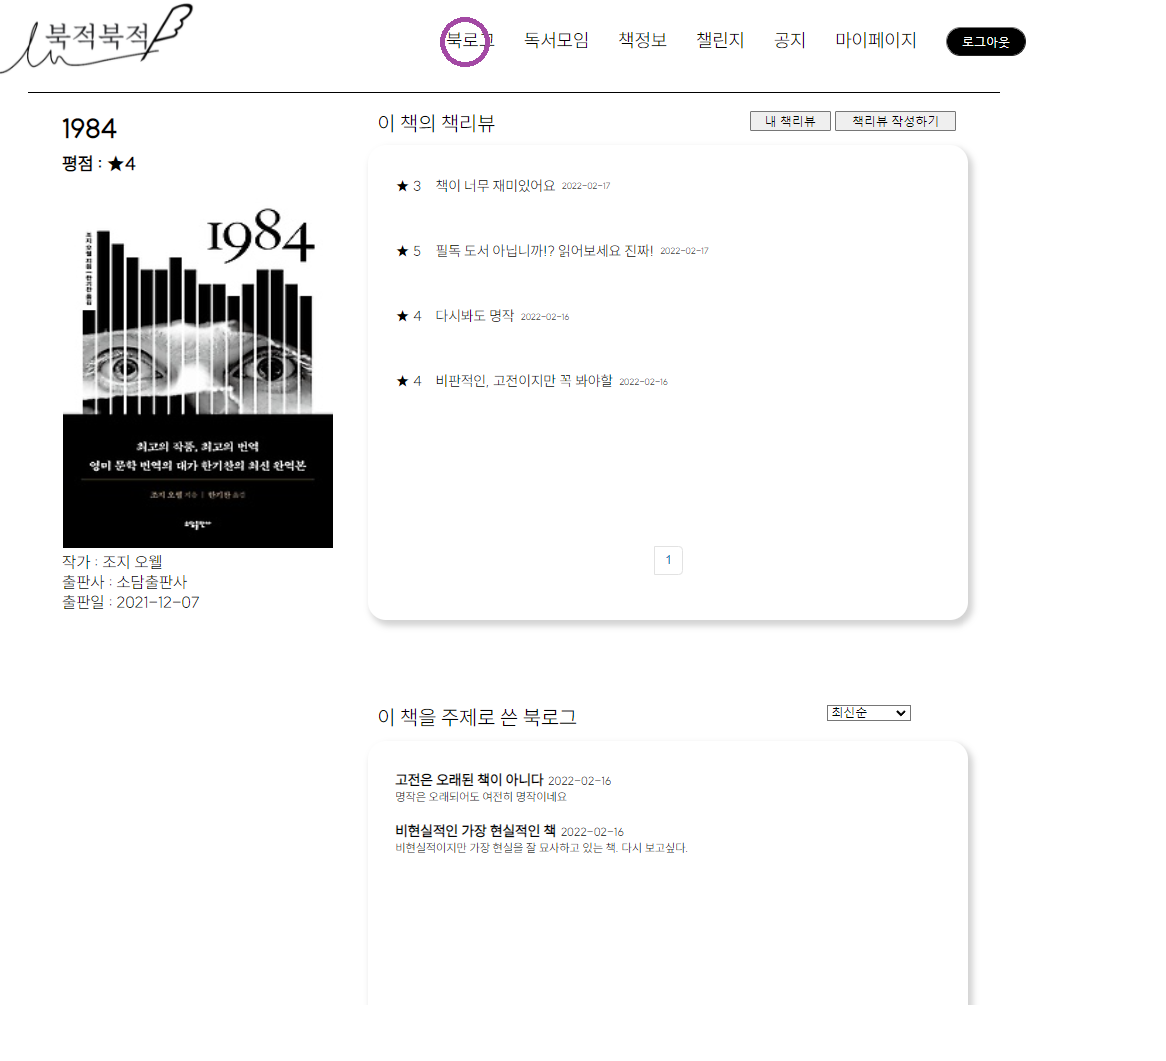 북적북적
북로그 독서모임 책정보 챌린지 공지 마이페이지 로그아웃
1984
평점 : ★4
1984
조지 오웰 지음 | 한기찬 옮김
최고의 작품, 최고의 번역
영미 문학 번역의 대가 한기찬의 최신 완역본
조지 오웰 지음 | 한기찬 옮김
소담출판사
작가 : 조지 오웰
출판사 : 소담출판사
출판일 : 2021-12-07
이 책의 책리뷰 내 책리뷰 책리뷰 작성하기
★ 3 책이 너무 재미있어요 2022-02-17
★ 5 필독 도서 아닙니까!? 읽어보세요 진짜! 2022-02-17
★ 4 다시봐도 명작 2022-02-16
★ 4 비판적인, 고전이지만 꼭 봐야할 2022-02-16
1
이 책을 주제로 쓴 북로그 최신순
고전은 오래된 책이 아니다 2022-02-16
명작은 오래되어도 여전히 명작이네요
비현실적인 가장 현실적인 책 2022-02-16
비현실적이지만 가장 현실을 잘 묘사하고 있는 책. 다시 보고싶다.